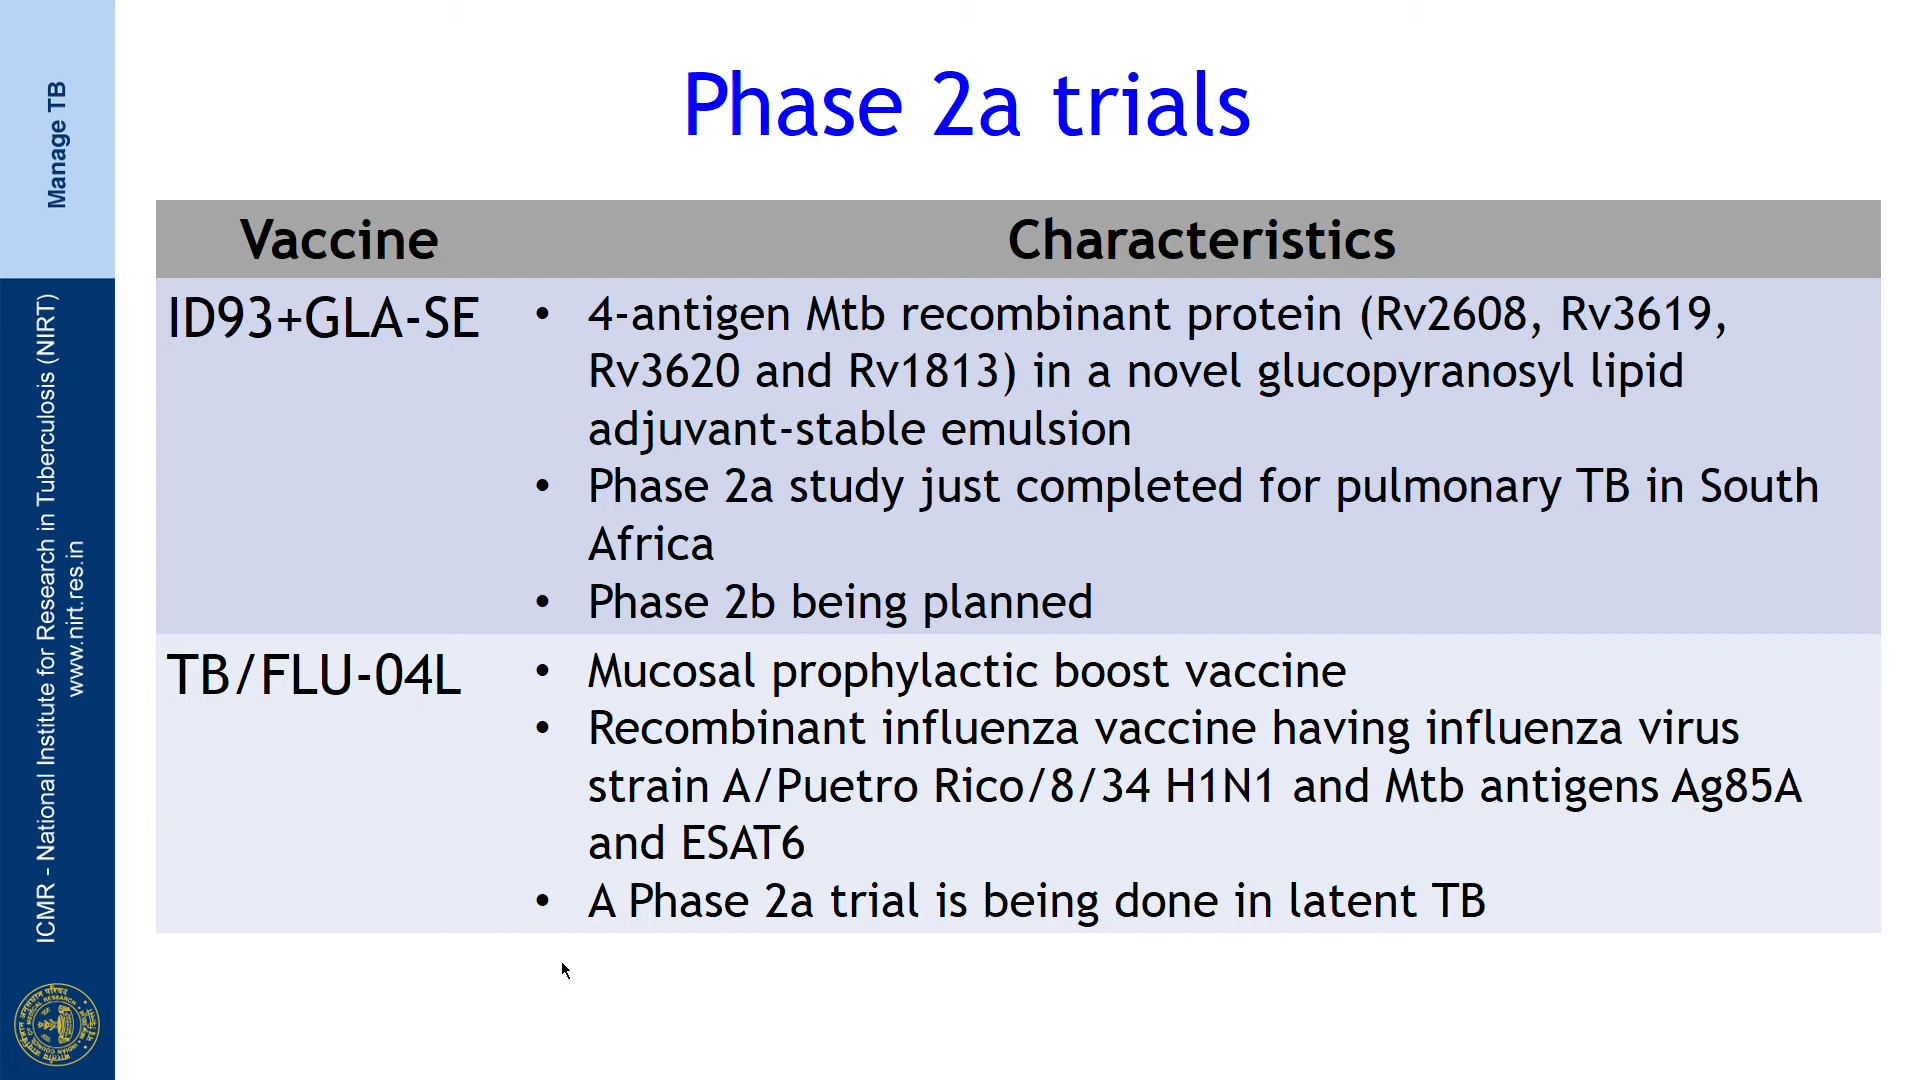 Manage TB
ICMR - National Institute for Research in Tuberculosis (NIRT)
www.nirt.res.in
Phase 2a trials
Vaccine
Characteristics
ID93+GLA-SE
• 4-antigen Mtb recombinant protein (Rv2608, Rv3619,
Rv3620 and Rv1813) in a novel glucopyranosyl lipid
adjuvant-stable emulsion
• Phase 2a study just completed for pulmonary TB in South
Africa
• Phase 2b being planned
TB/FLU-04L
• Mucosal prophylactic boost vaccine
• Recombinant influenza vaccine having influenza virus
strain A/Puetro Rico/8/34 H1N1 and Mtb antigens Ag85A
and ESAT6
• A Phase 2a trial is being done in latent TB